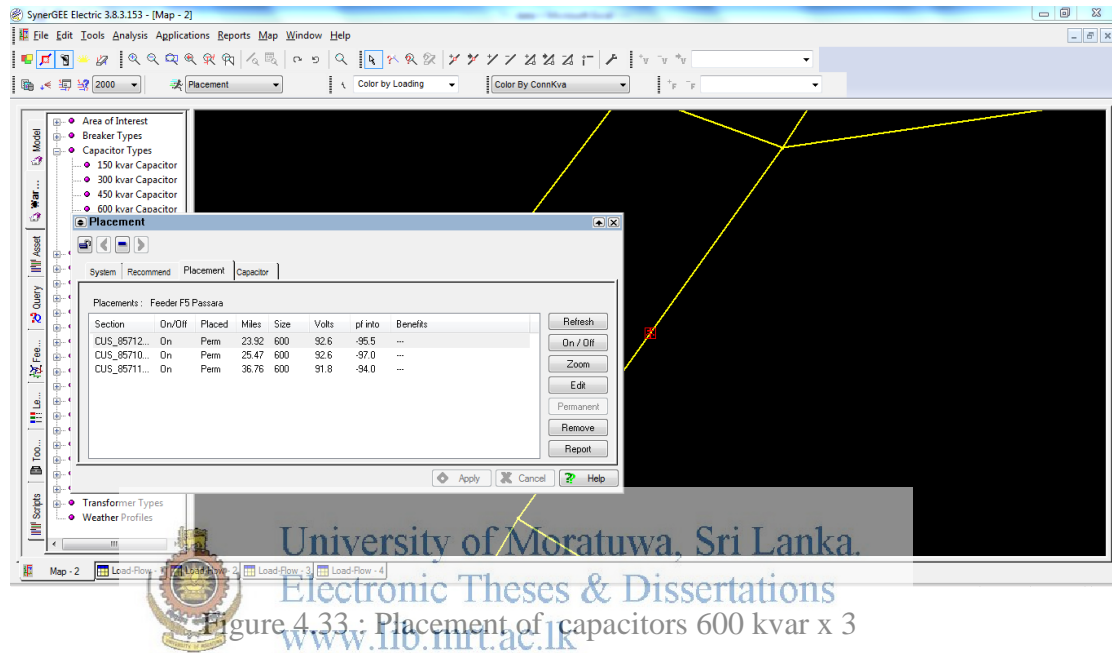 SynerGEE Electric 3.8.3.153 - [Map - 2]
File Edit Tools Analysis Applications Reports Map Window Help
2000 Placement Color by Loading Color By ConnKva
Model
War...
Asset
Query
Fee...
Le...
Too...
Scripts
Area of Interest
Breaker Types
Capacitor Types
150 kvar Capacitor
300 kvar Capacitor
450 kvar Capacitor
600 kvar Capacitor
Placement
System Recommend Placement Capacitor
Placements : Feeder F5 Passara
Section On/Off Placed Miles Size Volts pf into Benefits
CUS_85712... On Perm 23.92 600 92.6 -95.5 ---
CUS_85710... On Perm 25.47 600 92.6 -97.0 ---
CUS_85711... On Perm 36.76 600 91.8 -94.0 ---
Refresh
On / Off
Zoom
Edit
Permanent
Remove
Report
Apply Cancel Help
Transformer Types
Weather Profiles
Map - 2 Load-Flow - Load-Flow - 2 Load-Flow - 3 Load-Flow - 4
University of Moratuwa, Sri Lanka.
Electronic Theses & Dissertations
Figure 4.33 : Placement of capacitors 600 kvar x 3
www.lib.mrt.ac.lk